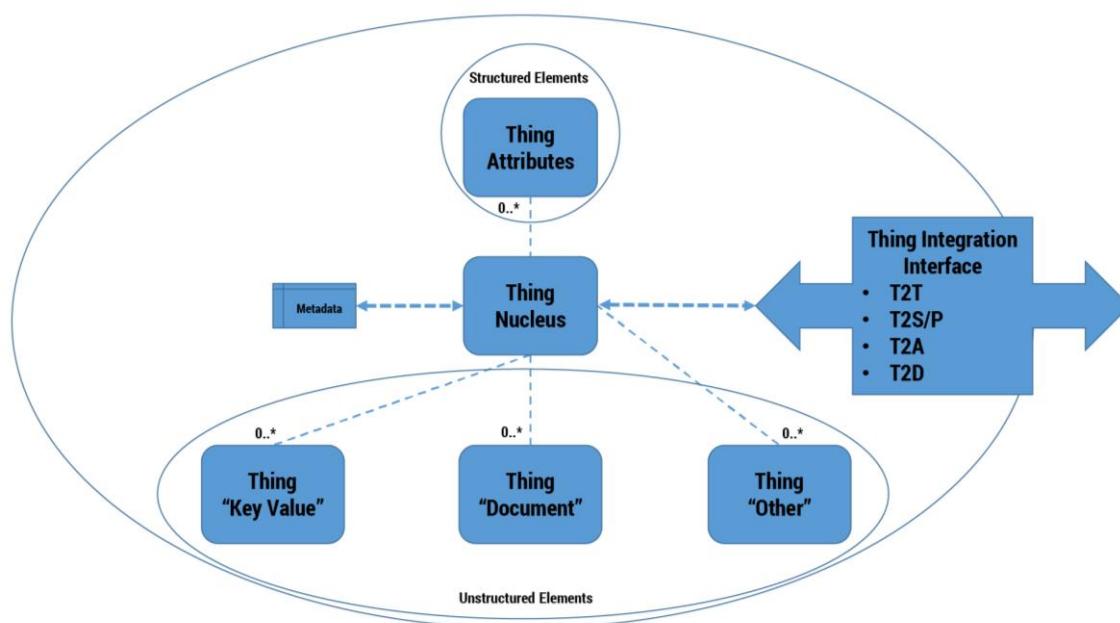 Structured Elements
Thing
Attributes
0..*
Thing
Nucleus
Metadata
Thing Integration
Interface
• T2T
• T2S/P
• T2A
• T2D
0..*
0..*
0..*
Thing
“Key Value”
Thing
“Document”
Thing
“Other”
Unstructured Elements